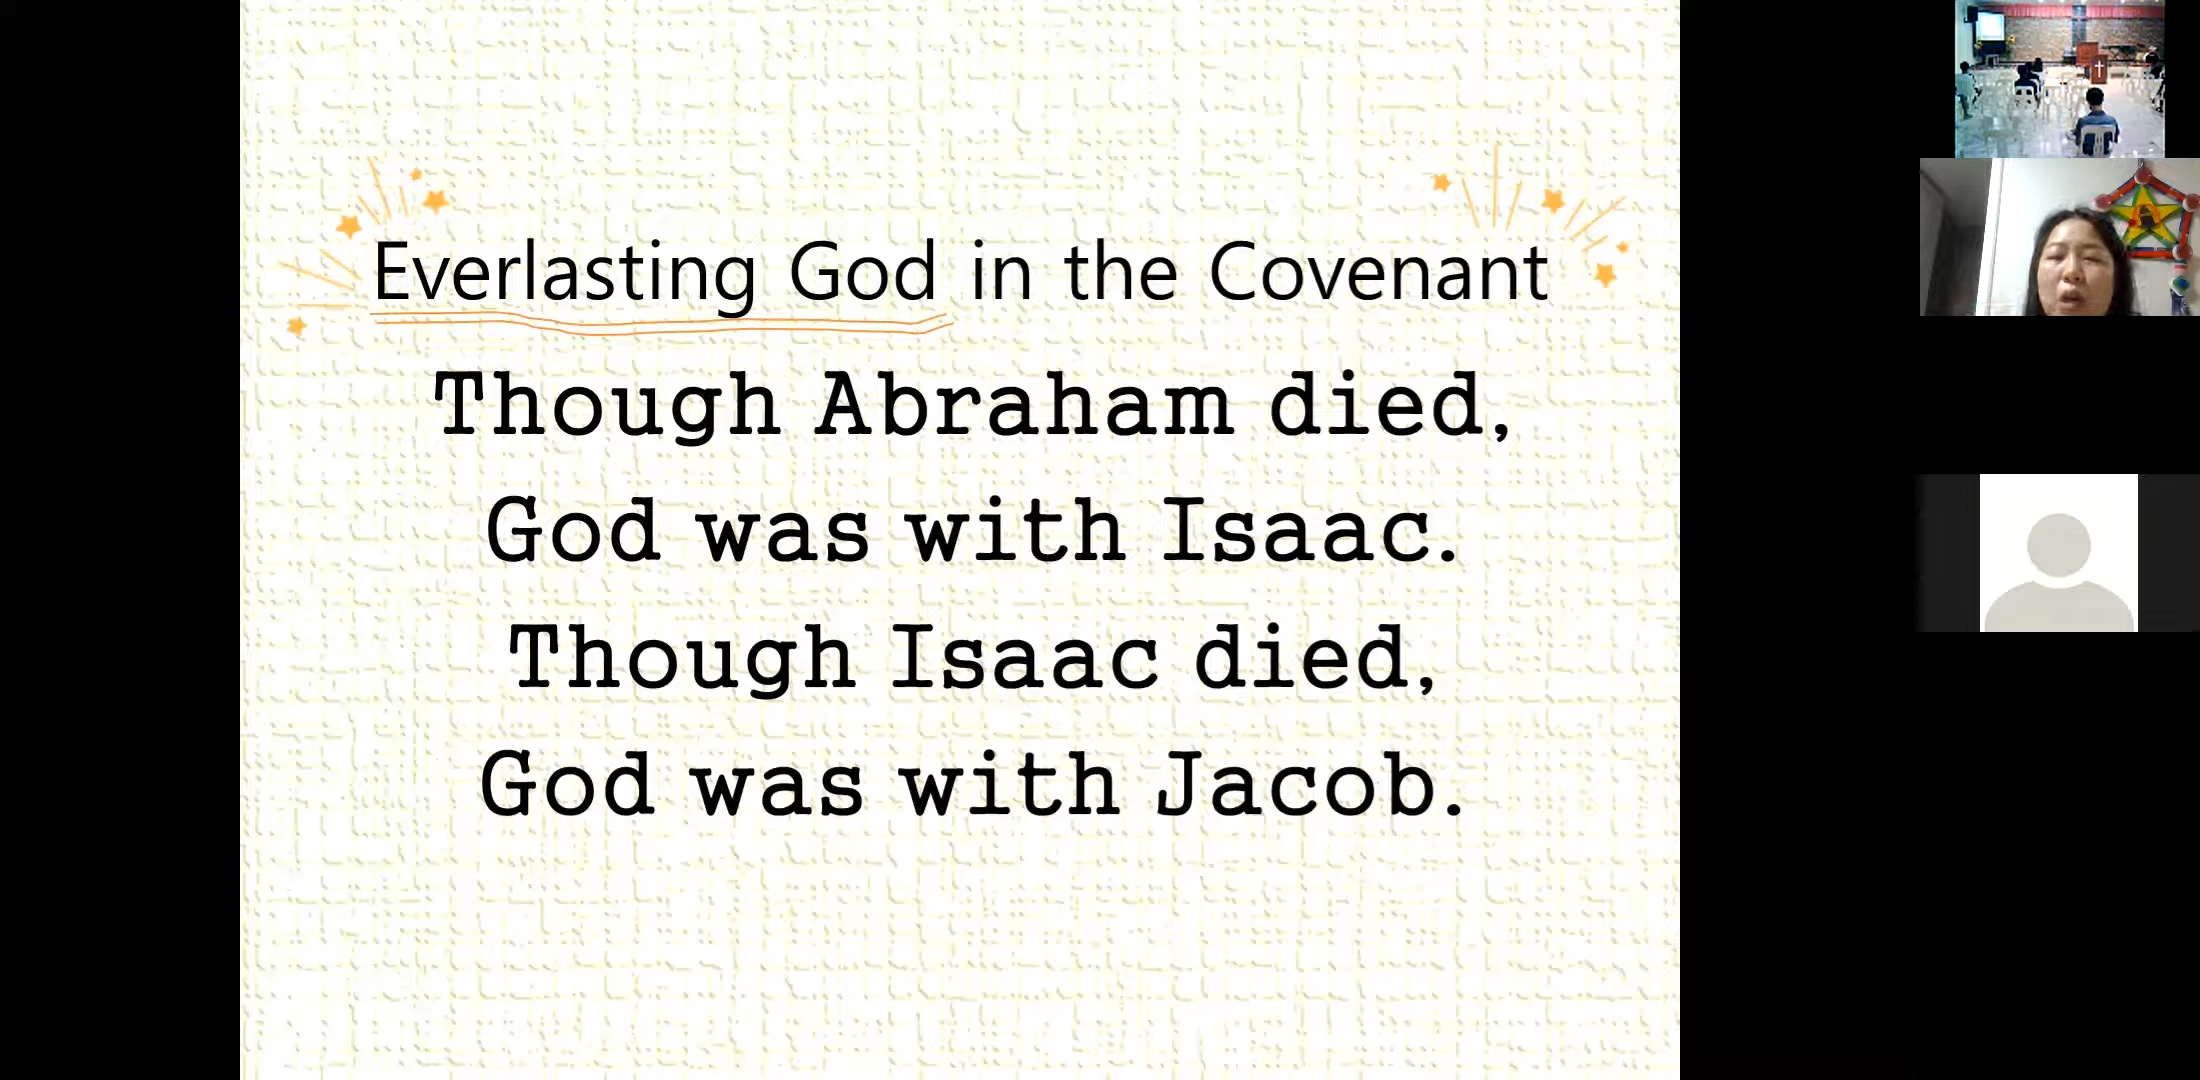 Everlasting God in the Covenant
Though Abraham died,
God was with Isaac.
Though Isaac died,
God was with Jacob.